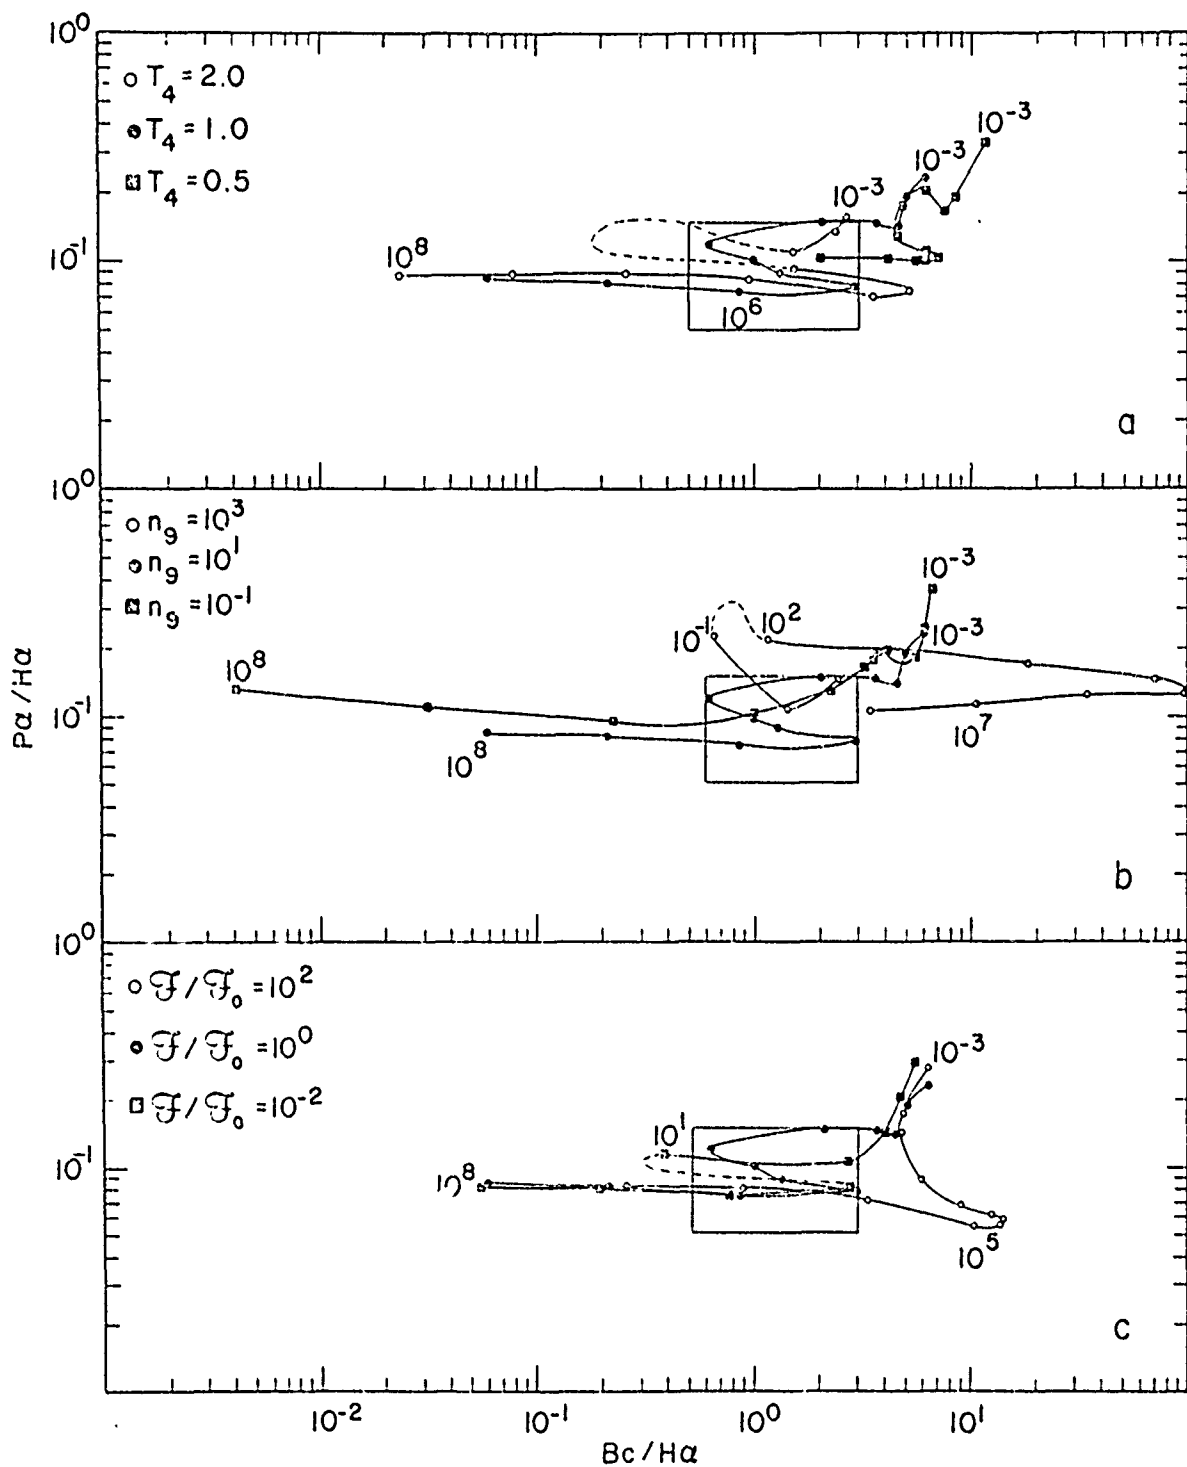 10⁰
○ T₄ = 2.0
● T₄ = 1.0
■ T₄ = 0.5
10⁻³
10⁻³
10⁻³
10⁻¹
10⁸
10⁶
a
10⁰
○ n₉ = 10³
● n₉ = 10¹
■ n₉ = 10⁻¹
10⁻³
10⁻¹
10²
10⁻³
10⁸
10⁻¹
10⁷
10⁸
b
Pα/Hα
10⁰
○ ℱ/ℱ₀ = 10²
● ℱ/ℱ₀ = 10⁰
□ ℱ/ℱ₀ = 10⁻²
10⁻³
10¹
10⁻¹
10⁸
10⁵
c
10⁻²
10⁻¹
10⁰
10¹
Bc/Hα